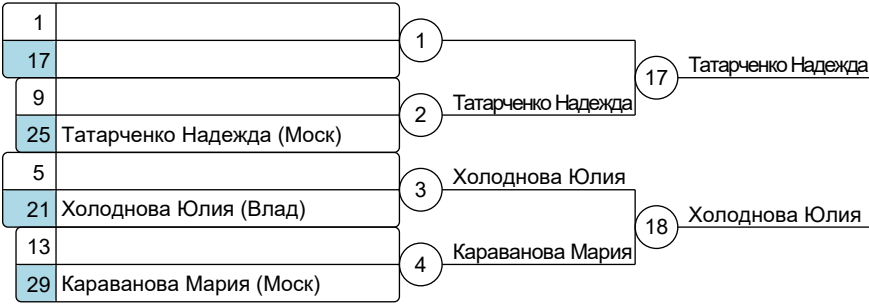 1
17
1
9
25 Татарченко Надежда (Моск)
2
Татарченко Надежда
17
Татарченко Надежда
5
21 Холоднова Юлия (Влад)
3
Холоднова Юлия
13
29 Караванова Мария (Моск)
4
Караванова Мария
18
Холоднова Юлия